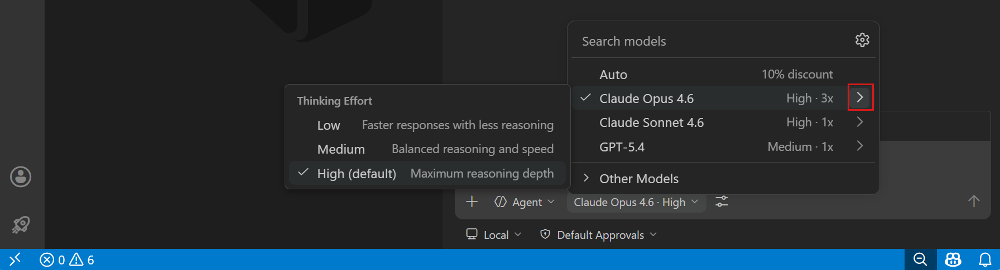 Search models
Auto 10% discount
Claude Opus 4.6 High · 3x
Claude Sonnet 4.6 High · 1x
GPT-5.4 Medium · 1x
Other Models
Thinking Effort
Low Faster responses with less reasoning
Medium Balanced reasoning and speed
High (default) Maximum reasoning depth
Agent Claude Opus 4.6 · High
Local Default Approvals
0 6